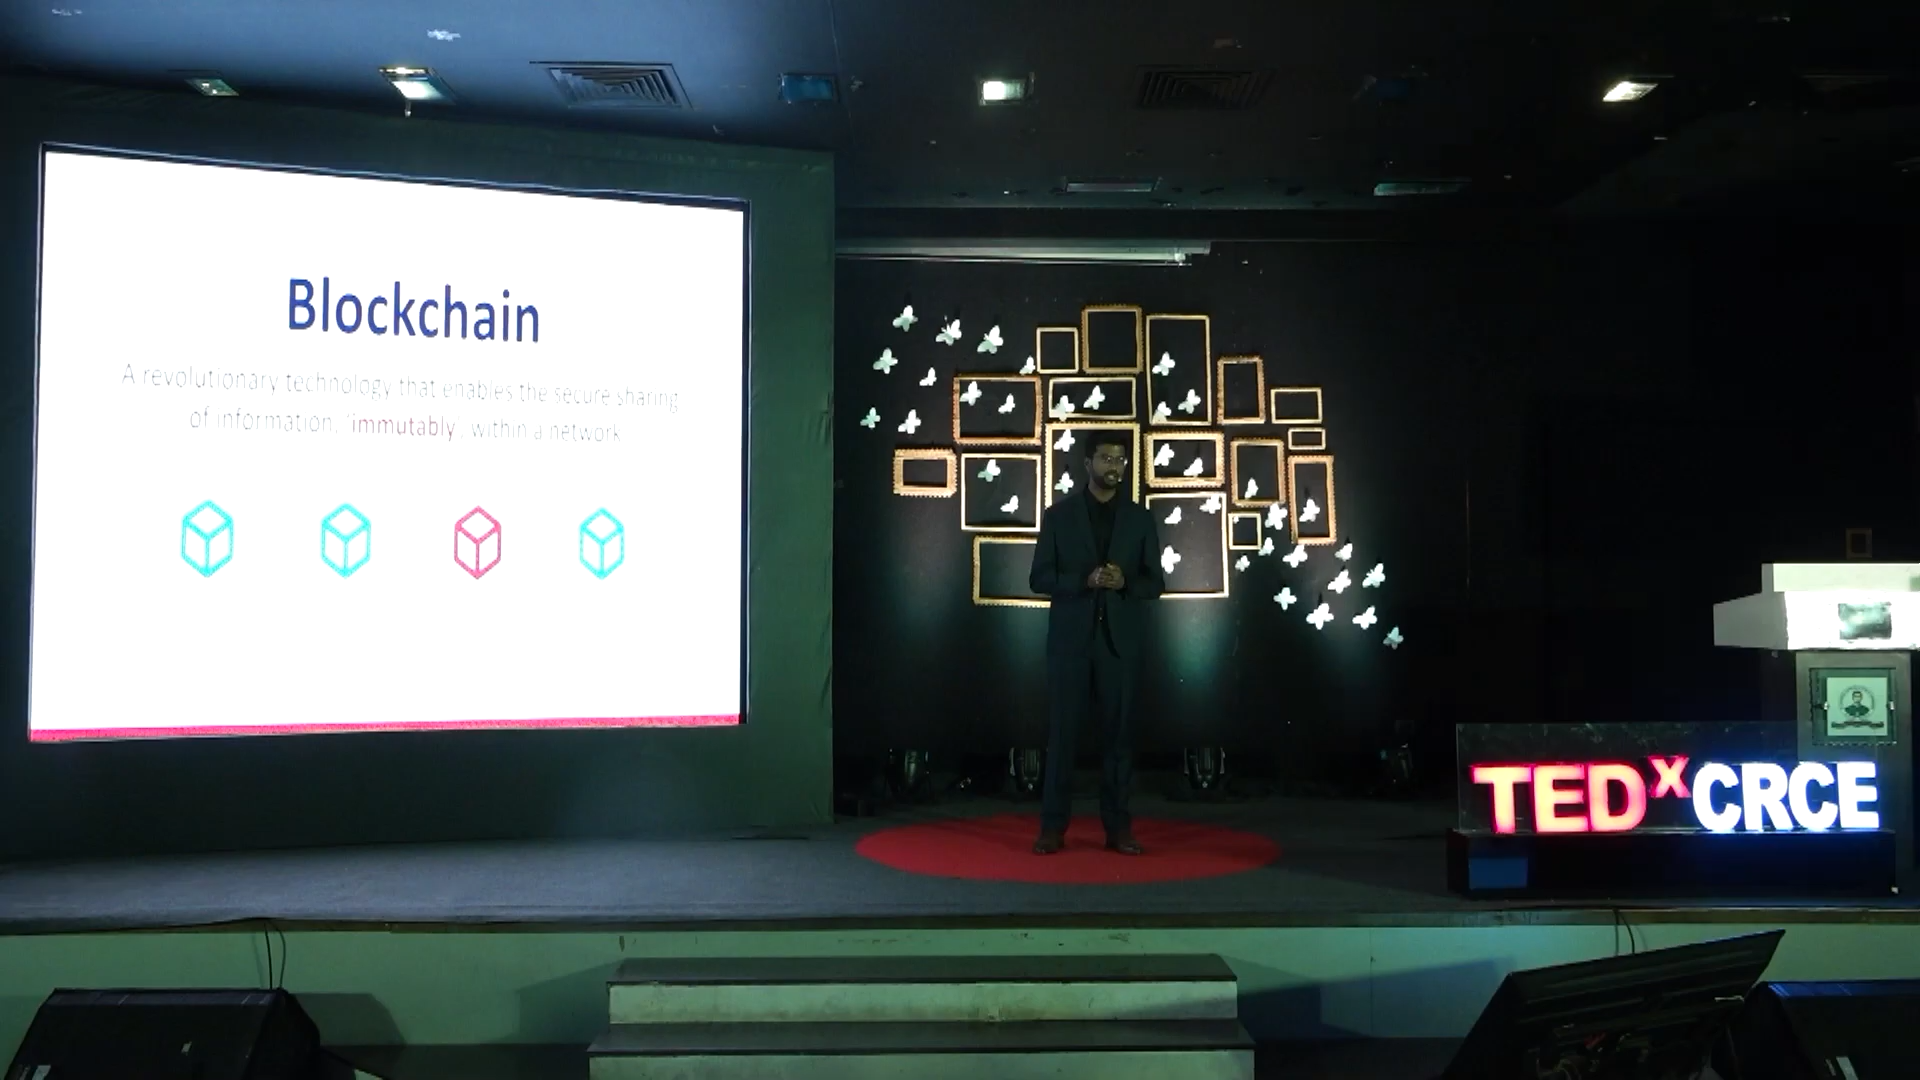 Blockchain
A revolutionary technology that enables the secure sharing
of information, 'immutably', within a network
TEDxCRCE